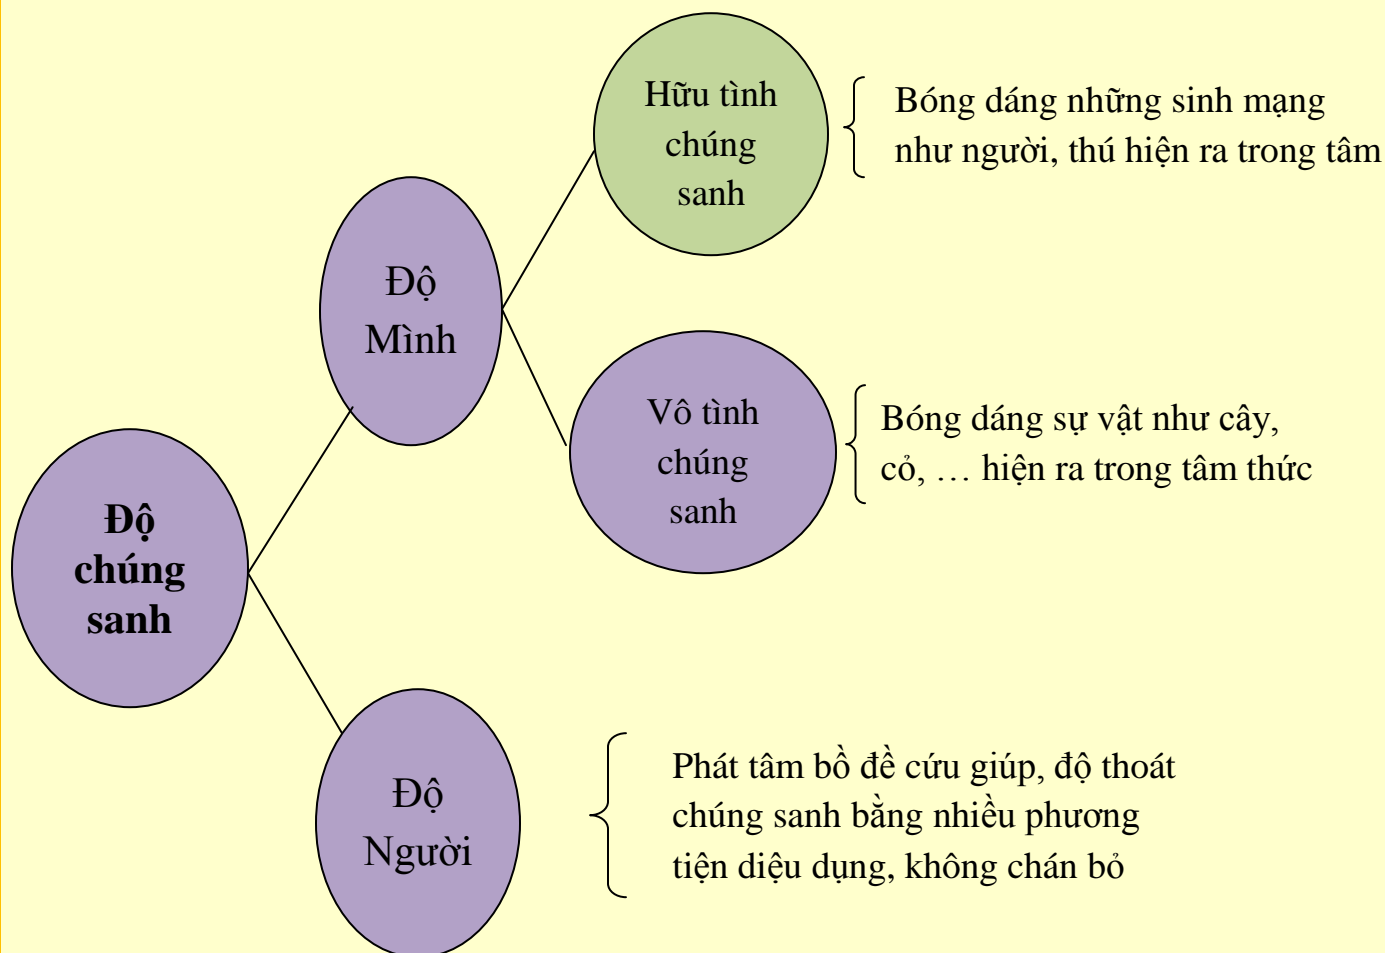 Hữu tình
chúng
sanh
Bóng dáng những sinh mạng
như người, thú hiện ra trong tâm
Độ
Mình
Vô tình
chúng
sanh
Bóng dáng sự vật như cây,
cỏ, … hiện ra trong tâm thức
Độ
chúng
sanh
Độ
Người
Phát tâm bồ đề cứu giúp, độ thoát
chúng sanh bằng nhiều phương
tiện diệu dụng, không chán bỏ